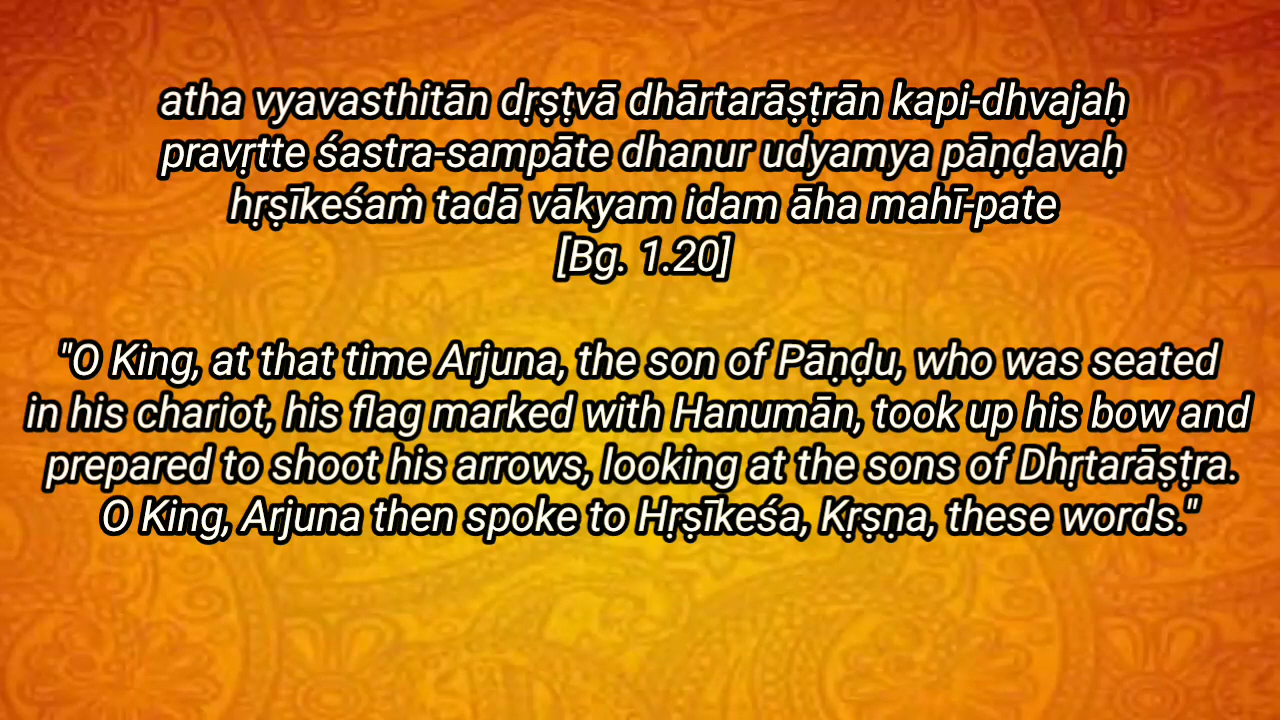 atha vyavasthitān dṛṣṭvā dhārtarāṣṭrān kapi-dhvajaḥ
pravṛtte śastra-sampāte dhanur udyamya pāṇḍavaḥ
hṛṣīkeśaṁ tadā vākyam idam āha mahī-pate
[Bg. 1.20]
"O King, at that time Arjuna, the son of Pāṇḍu, who was seated
in his chariot, his flag marked with Hanumān, took up his bow and
prepared to shoot his arrows, looking at the sons of Dhṛtarāṣṭra.
O King, Arjuna then spoke to Hṛṣīkeśa, Kṛṣṇa, these words."